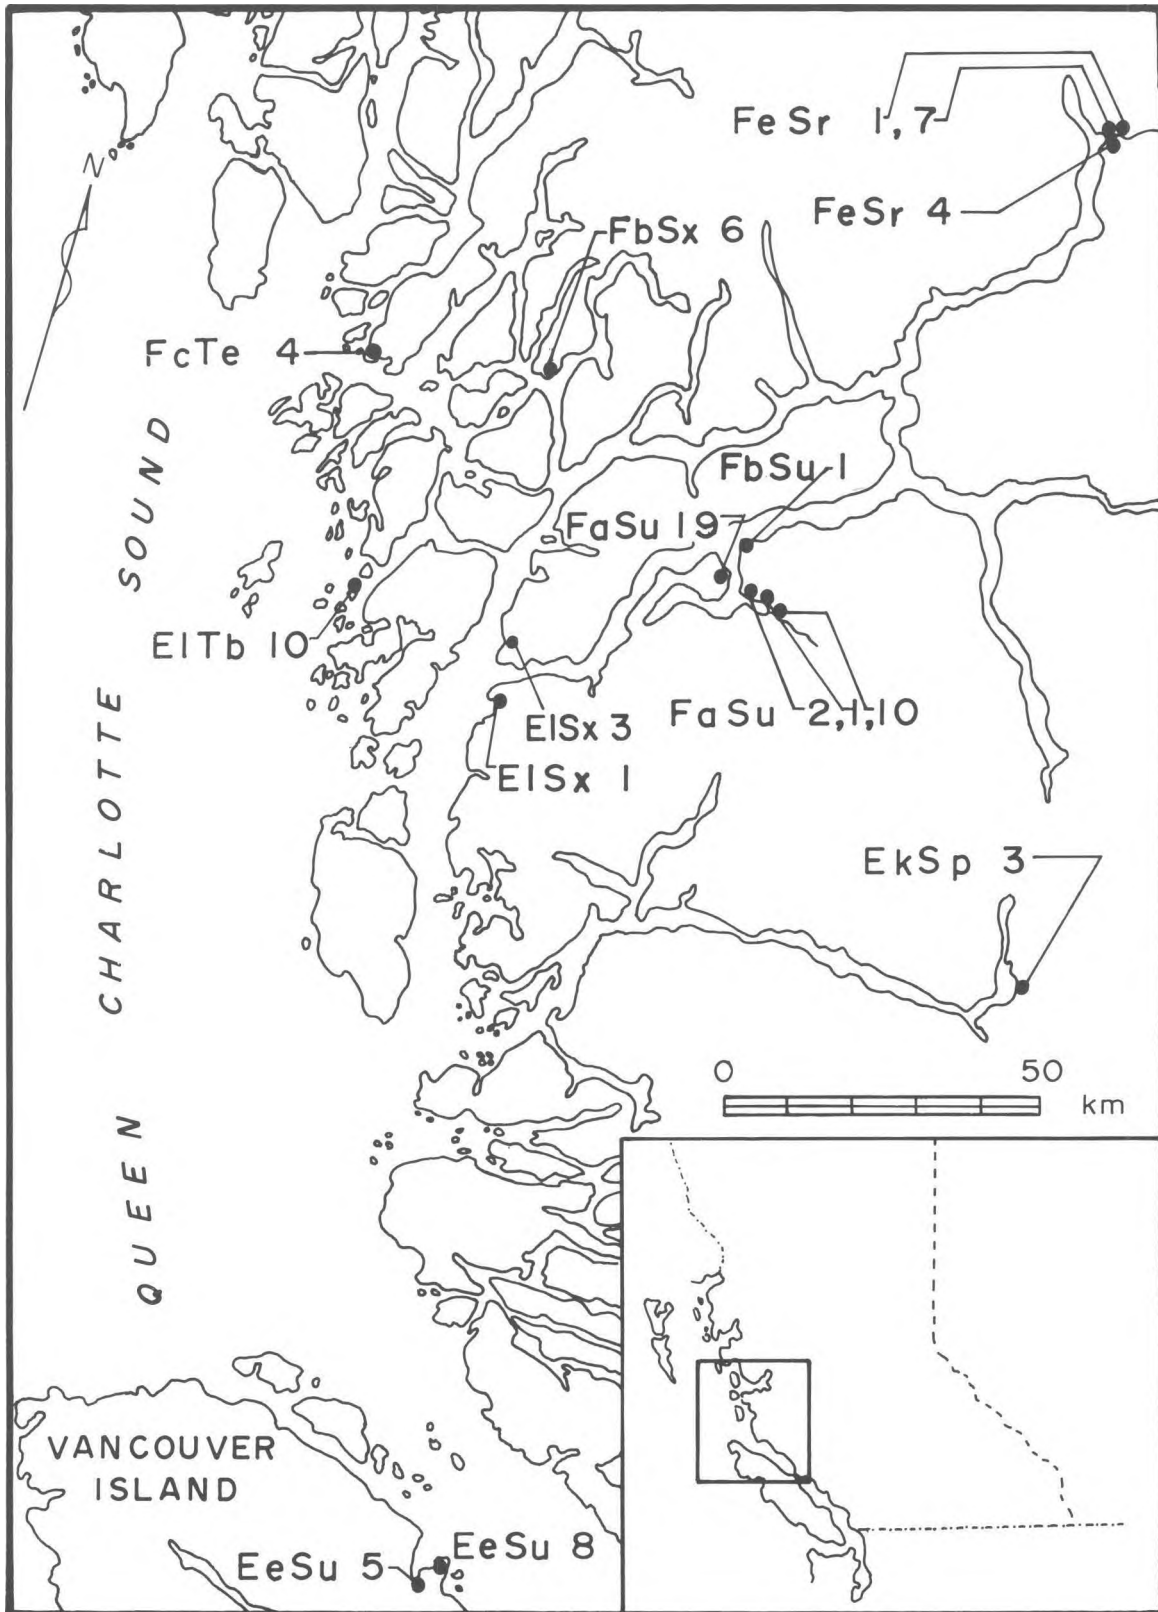 FeSr 1,7
FeSr 4
N
FbSx 6
FcTe 4
FbSu 1
FaSu 19
ElTb 10
FaSu 2,1,10
ElSx 3
ElSx 1
EkSp 3
QUEEN CHARLOTTE SOUND
0 50
km
VANCOUVER
ISLAND
EeSu 8
EeSu 5